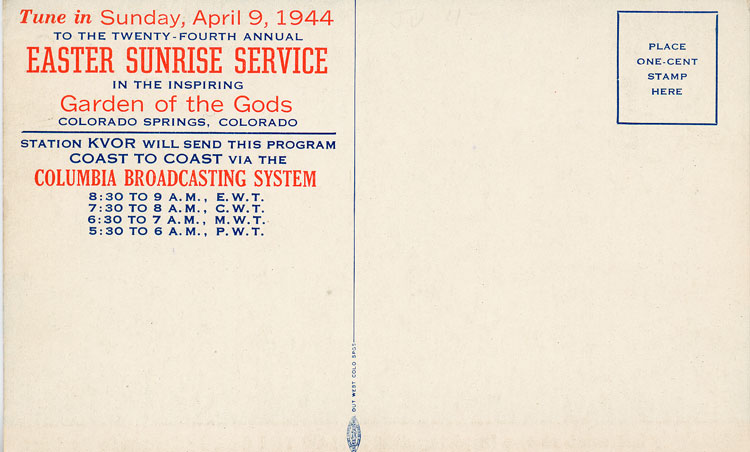 Tune in Sunday, April 9, 1944
TO THE TWENTY-FOURTH ANNUAL
EASTER SUNRISE SERVICE
IN THE INSPIRING
Garden of the Gods
COLORADO SPRINGS, COLORADO
STATION KVOR WILL SEND THIS PROGRAM
COAST TO COAST VIA THE
COLUMBIA BROADCASTING SYSTEM
8:30 TO 9 A.M., E.W.T.
7:30 TO 8 A.M., C.W.T.
6:30 TO 7 A.M., M.W.T.
5:30 TO 6 A.M., P.W.T.
OUT WEST COLO SPGS
PLACE
ONE-CENT
STAMP
HERE